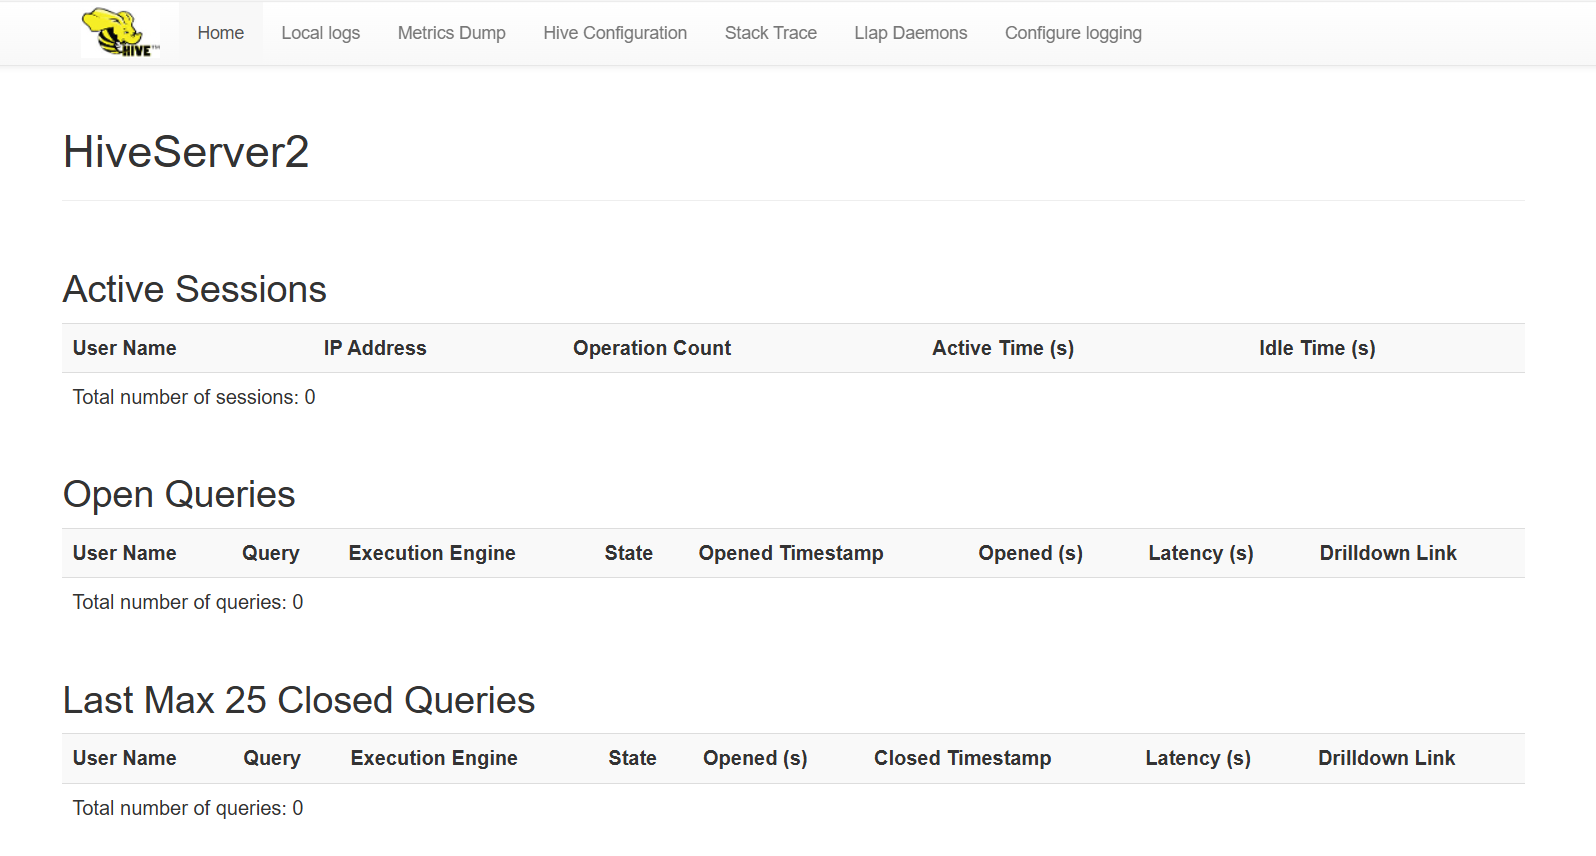 HIVE™ Home Local logs Metrics Dump Hive Configuration Stack Trace Llap Daemons Configure logging
HiveServer2
Active Sessions
User Name IP Address Operation Count Active Time (s) Idle Time (s)
Total number of sessions: 0
Open Queries
User Name Query Execution Engine State Opened Timestamp Opened (s) Latency (s) Drilldown Link
Total number of queries: 0
Last Max 25 Closed Queries
User Name Query Execution Engine State Opened (s) Closed Timestamp Latency (s) Drilldown Link
Total number of queries: 0